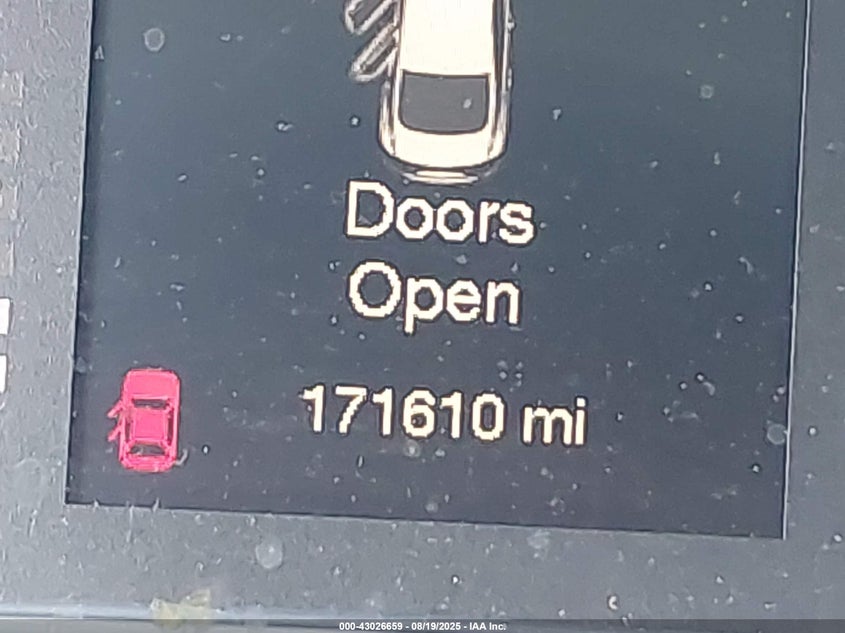 Doors
Open
171610 mi
000-43026659 - 08/19/2025 - IAA Inc.